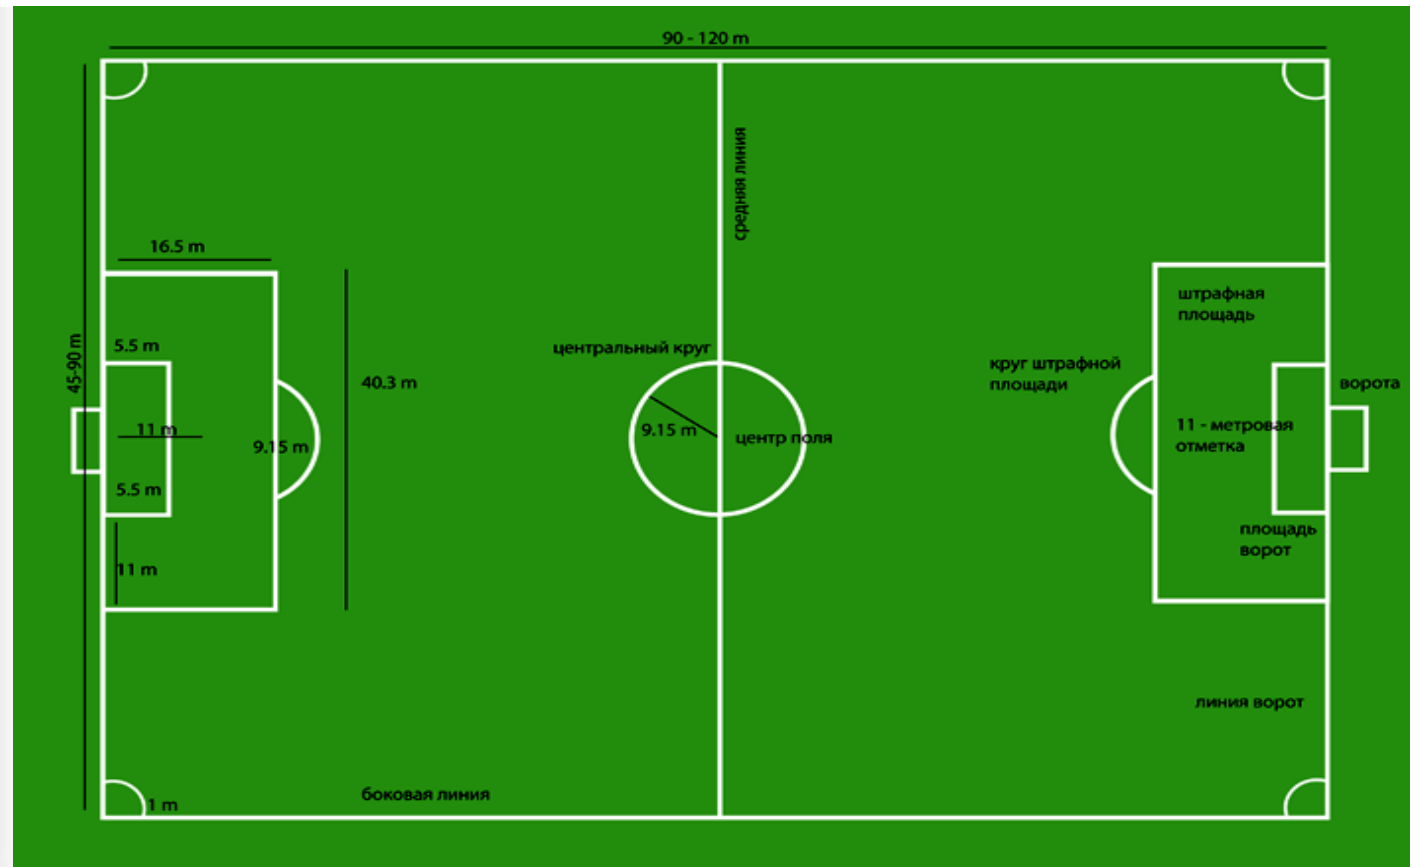 90 - 120 m
средняя линия
16.5 m
штрафная
площадь
5.5 m
45-90 m
центральный круг
круг штрафной
площади
40.3 m
ворота
11 m
9.15 m
9.15 m
центр поля
11 - метровая
отметка
5.5 m
площадь
ворот
11 m
линия ворот
боковая линия
1 m